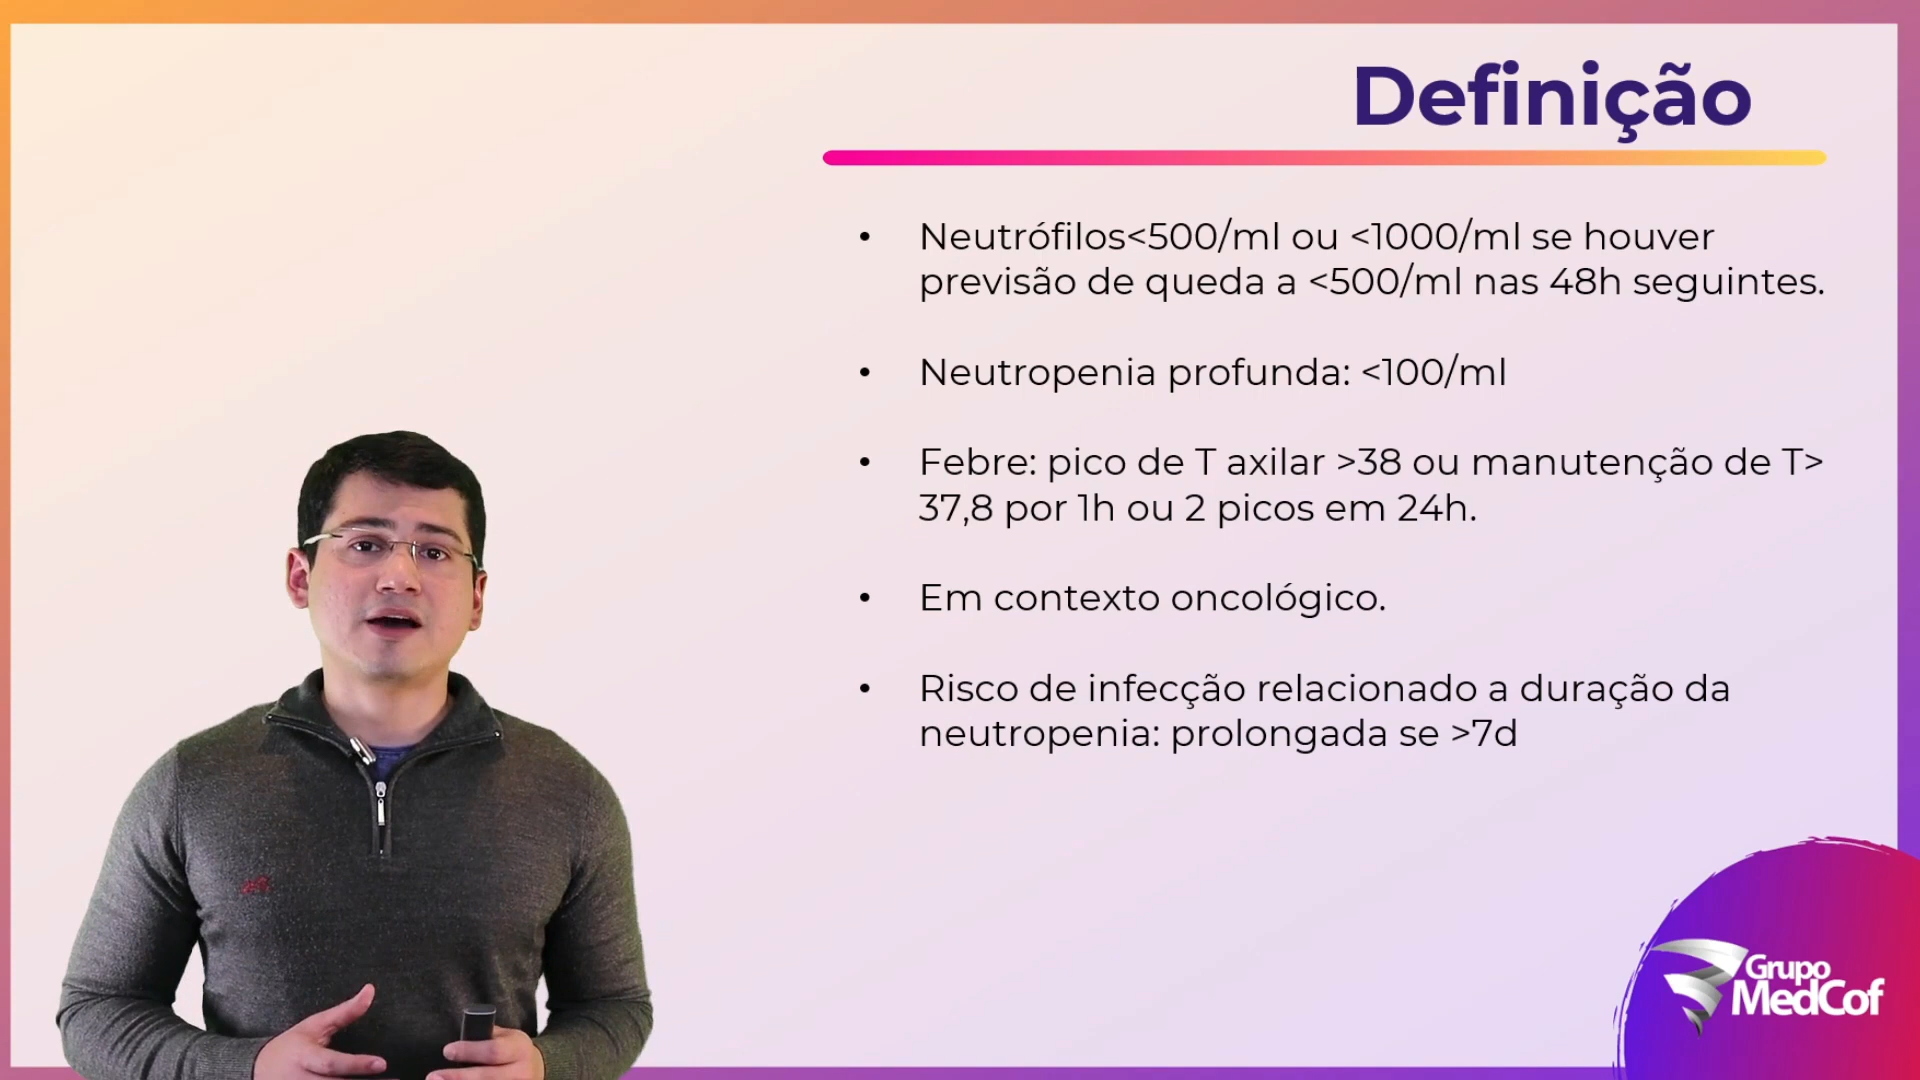 Definição
• Neutrófilos<500/ml ou <1000/ml se houver
previsão de queda a <500/ml nas 48h seguintes.
• Neutropenia profunda: <100/ml
• Febre: pico de T axilar >38 ou manutenção de T>
37,8 por 1h ou 2 picos em 24h.
• Em contexto oncológico.
• Risco de infecção relacionado a duração da
neutropenia: prolongada se >7d
Grupo
MedCof